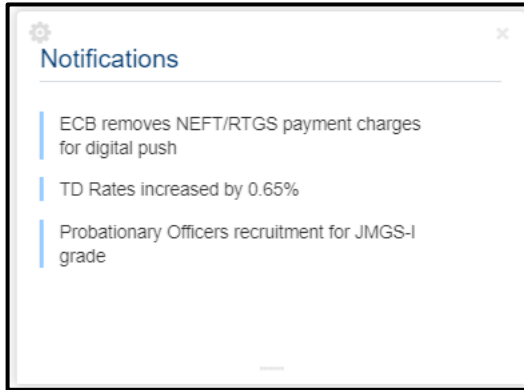 Notifications
ECB removes NEFT/RTGS payment charges
for digital push
TD Rates increased by 0.65%
Probationary Officers recruitment for JMGS-I
grade